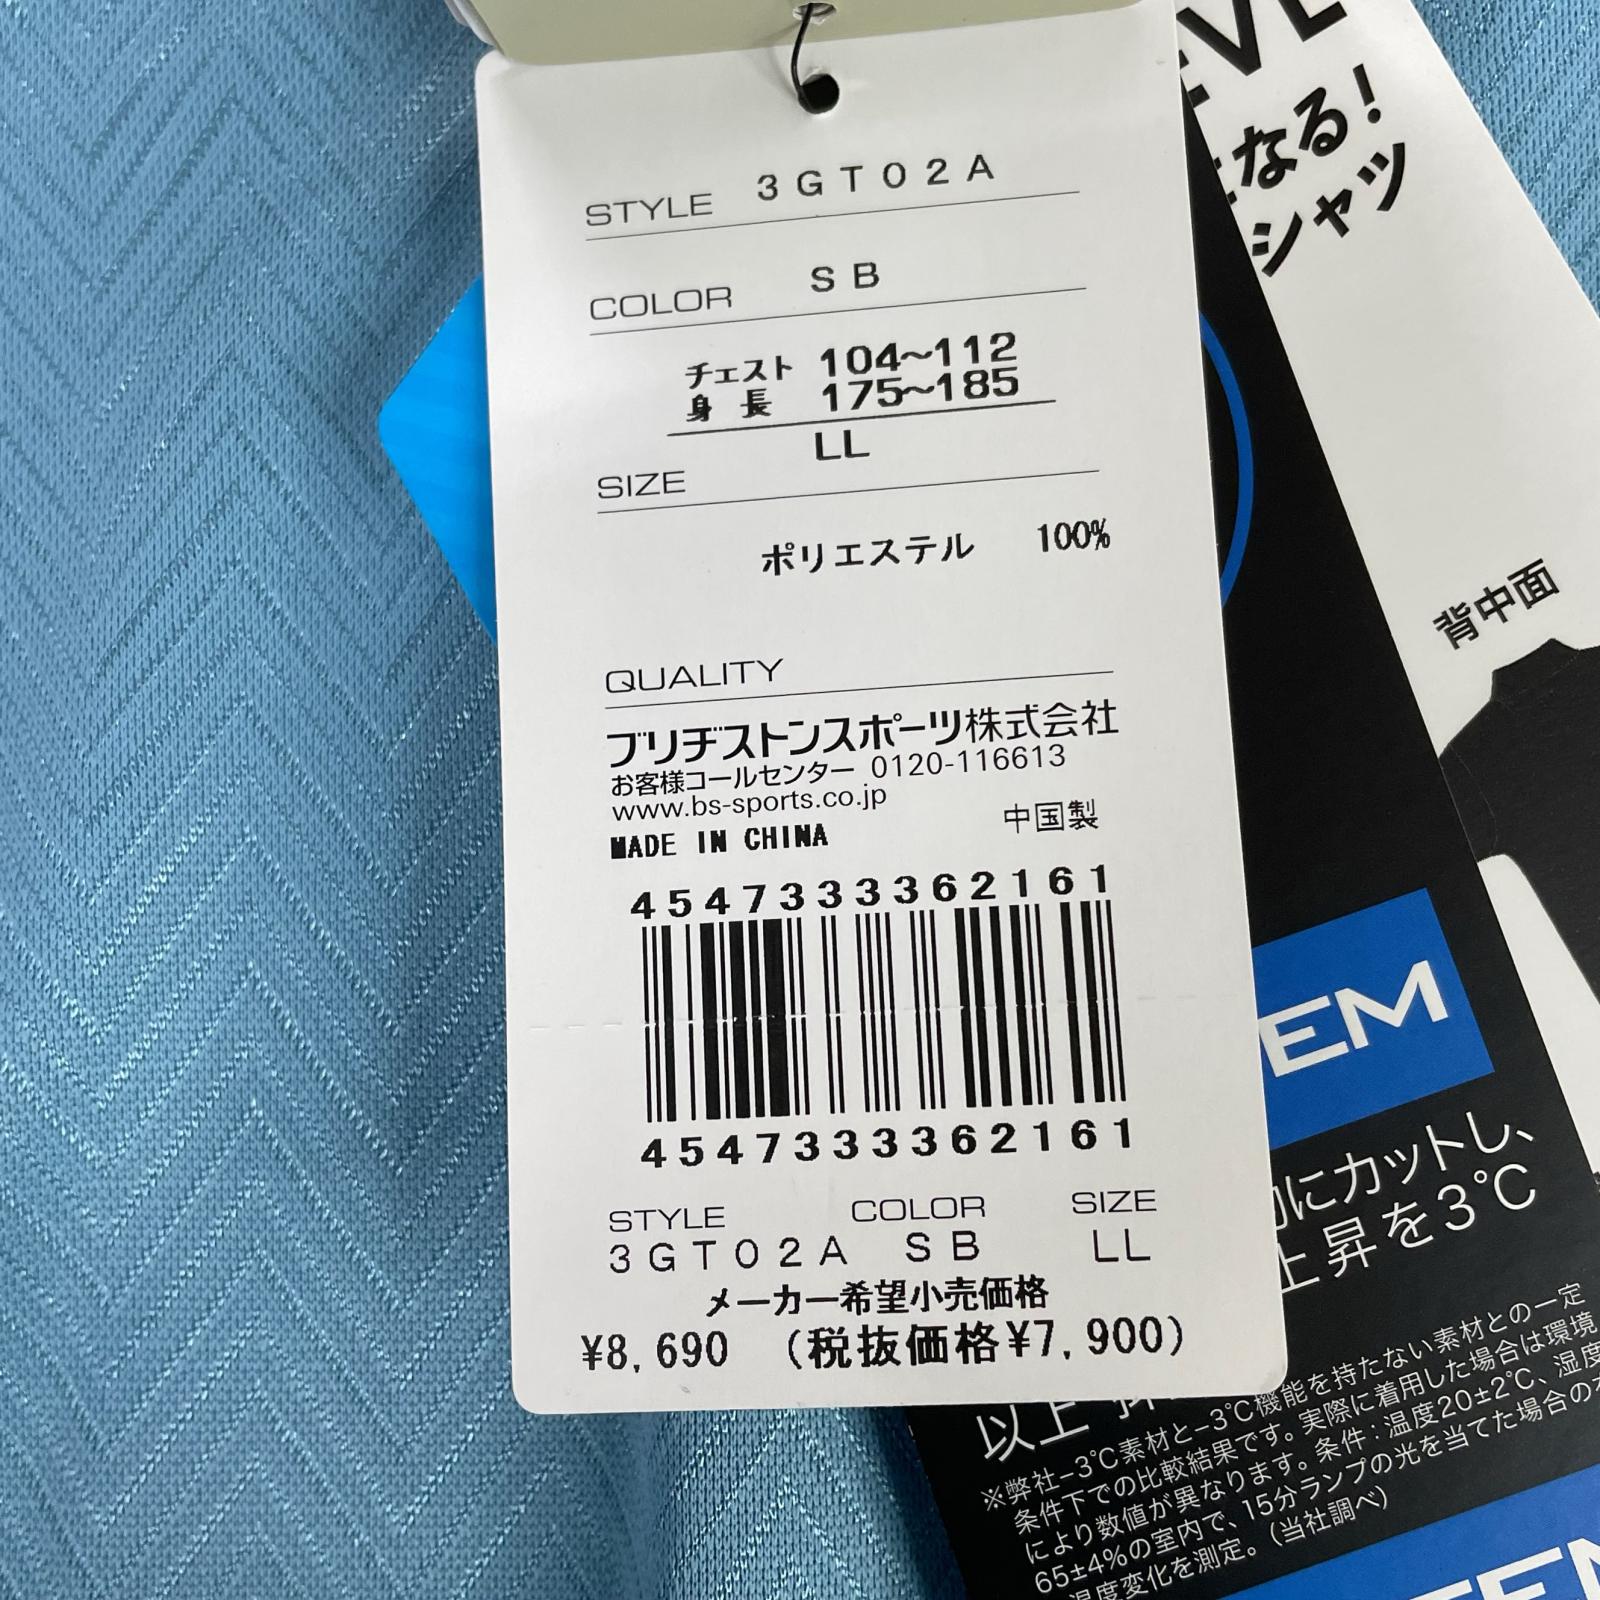 STYLE 3GT02A
COLOR SB
チェスト 104~112
身長 175~185
LL
SIZE
ポリエステル 100%
QUALITY
ブリヂストンスポーツ株式会社
お客様コールセンター 0120-116613
www.bs-sports.co.jp
MADE IN CHINA 中国製
4547333362161
4547333362161
STYLE COLOR SIZE
3GT02A SB LL
メーカー希望小売価格
¥8,690 (税抜価格¥7,900)
なる!
シャツ
背中面
EM
にカットし、
上昇を3℃
以上
※弊社-3℃素材と-3℃機能を持たない素材との一定
条件下での比較結果です。実際に着用した場合は環境
により数値が異なります。条件:温度20±2℃、湿度
65±4%の室内で、15分ランプの光を当てた場合の
温度変化を測定。(当社調べ)